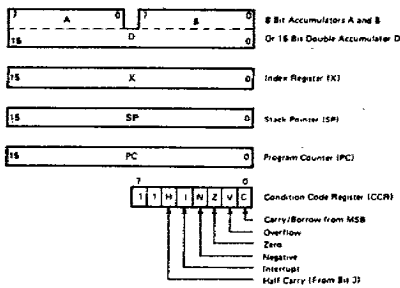 7 A 0 7 B 0 8 Bit Accumulators A and B
15 D 0 Or 16 Bit Double Accumulator D
15 X 0 Index Register (X)
15 SP 0 Stack Pointer (SP)
15 PC 0 Program Counter (PC)
7 0
1 1 H I N Z V C Condition Code Register (CCR)
Carry/Borrow from MSB
Overflow
Zero
Negative
Interrupt
Half Carry (From Bit 3)